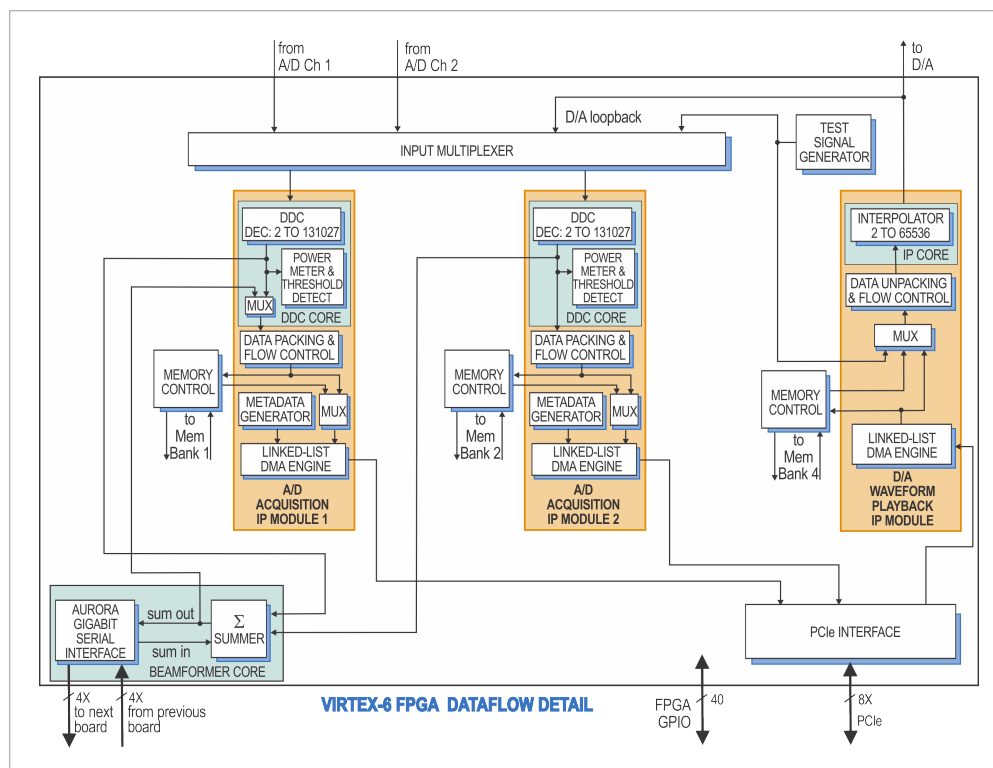 from
A/D Ch 1
from
A/D Ch 2
to
D/A
D/A loopback
INPUT MULTIPLEXER
TEST
SIGNAL
GENERATOR
DDC
DEC: 2 TO 131027
POWER
METER &
THRESHOLD
DETECT
MUX
DDC CORE
DATA PACKING &
FLOW CONTROL
MEMORY
CONTROL
METADATA
GENERATOR
MUX
to
Mem
Bank 1
LINKED-LIST
DMA ENGINE
A/D
ACQUISITION
IP MODULE 1
DDC
DEC: 2 TO 131027
POWER
METER &
THRESHOLD
DETECT
DDC CORE
DATA PACKING &
FLOW CONTROL
MEMORY
CONTROL
METADATA
GENERATOR
MUX
to
Mem
Bank 2
LINKED-LIST
DMA ENGINE
A/D
ACQUISITION
IP MODULE 2
INTERPOLATOR
2 TO 65536
IP CORE
DATA UNPACKING
& FLOW CONTROL
MUX
MEMORY
CONTROL
to
Mem
Bank 4
LINKED-LIST
DMA ENGINE
D/A
WAVEFORM
PLAYBACK
IP MODULE
AURORA
GIGABIT
SERIAL
INTERFACE
sum out
sum in
Σ
SUMMER
BEAMFORMER CORE
PCIe INTERFACE
4X
to next
board
4X
from previous
board
VIRTEX-6 FPGA DATAFLOW DETAIL
FPGA
GPIO
40
8X
PCIe